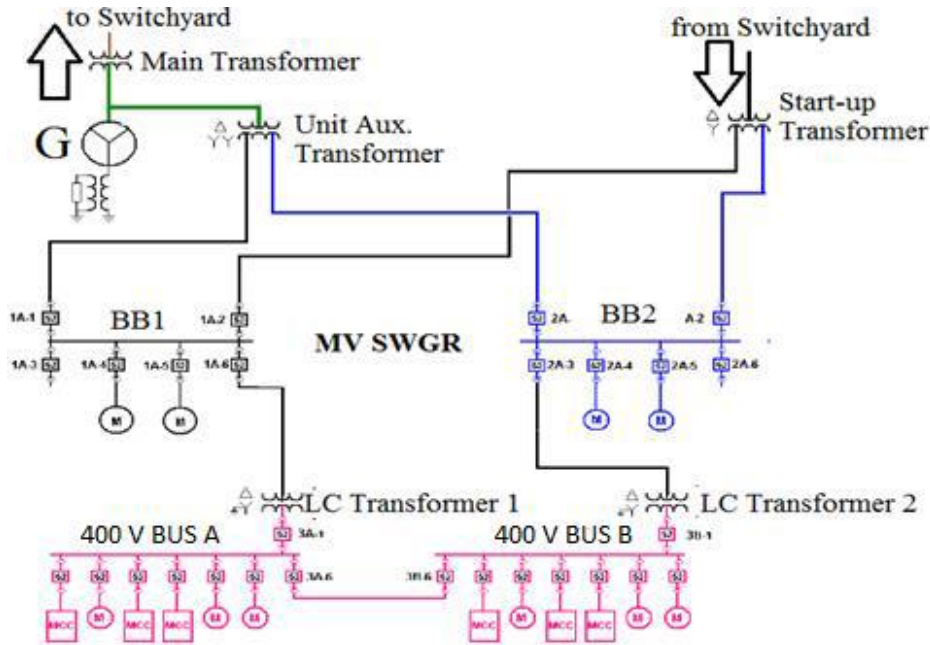 to Switchyard
from Switchyard
Main Transformer
G
Unit Aux.
Transformer
Start-up
Transformer
1A-1
BB1
1A-2
MV SWGR
2A-
BB2
A-2
1A-3
1A-4
1A-5
1A-6
2A-3
2A-4
2A-5
2A-6
M
M
M
M
LC Transformer 1
LC Transformer 2
400 V BUS A
3A-1
400 V BUS B
3B-1
3A-6
3B-6
MCC
M
MCC
MCC
M
M
MCC
M
MCC
MCC
M
M